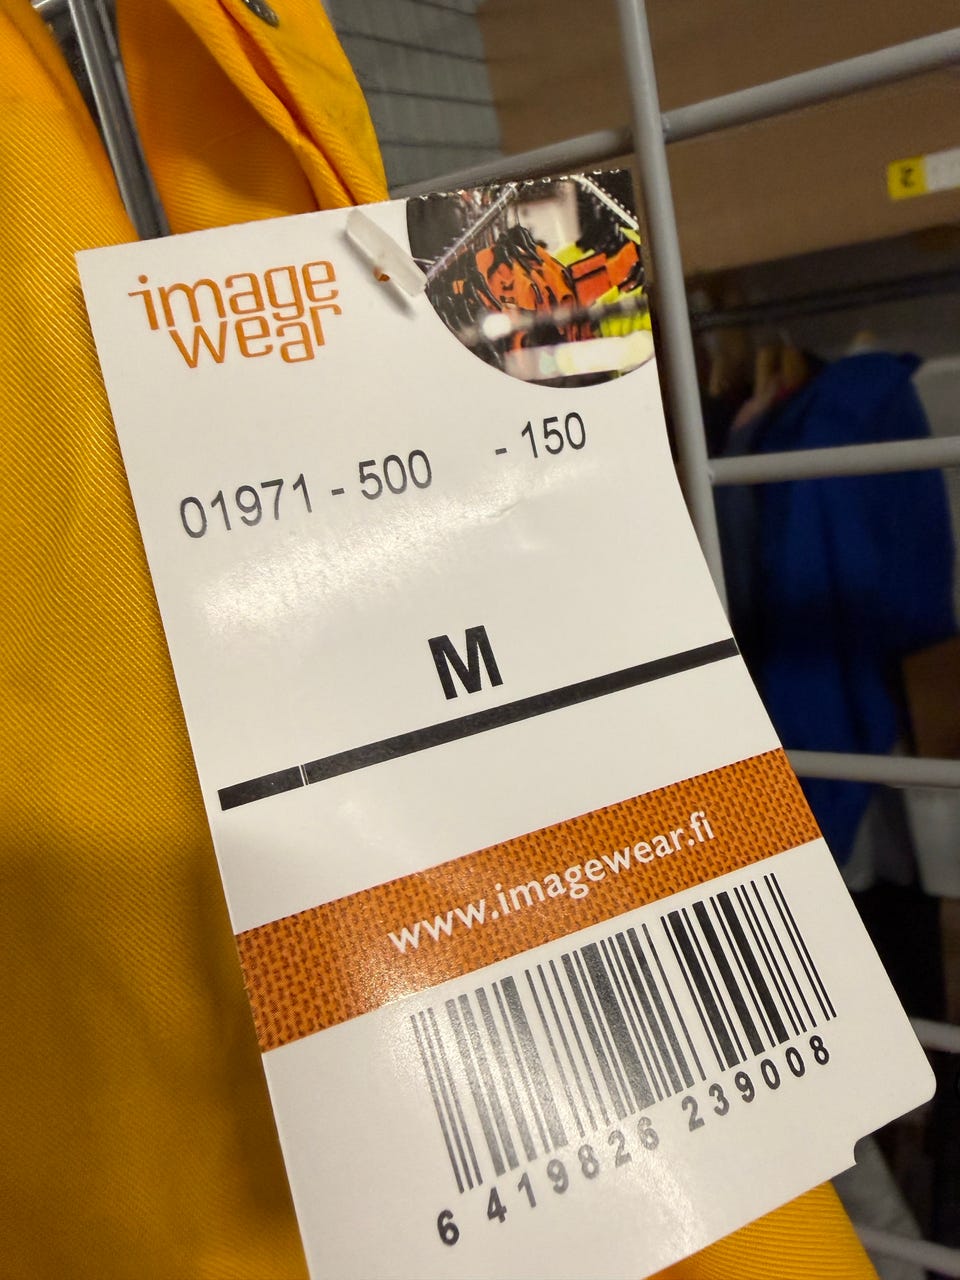 image
wear
01971 - 500 - 150
M
www.imagewear.fi
6 419826 239008